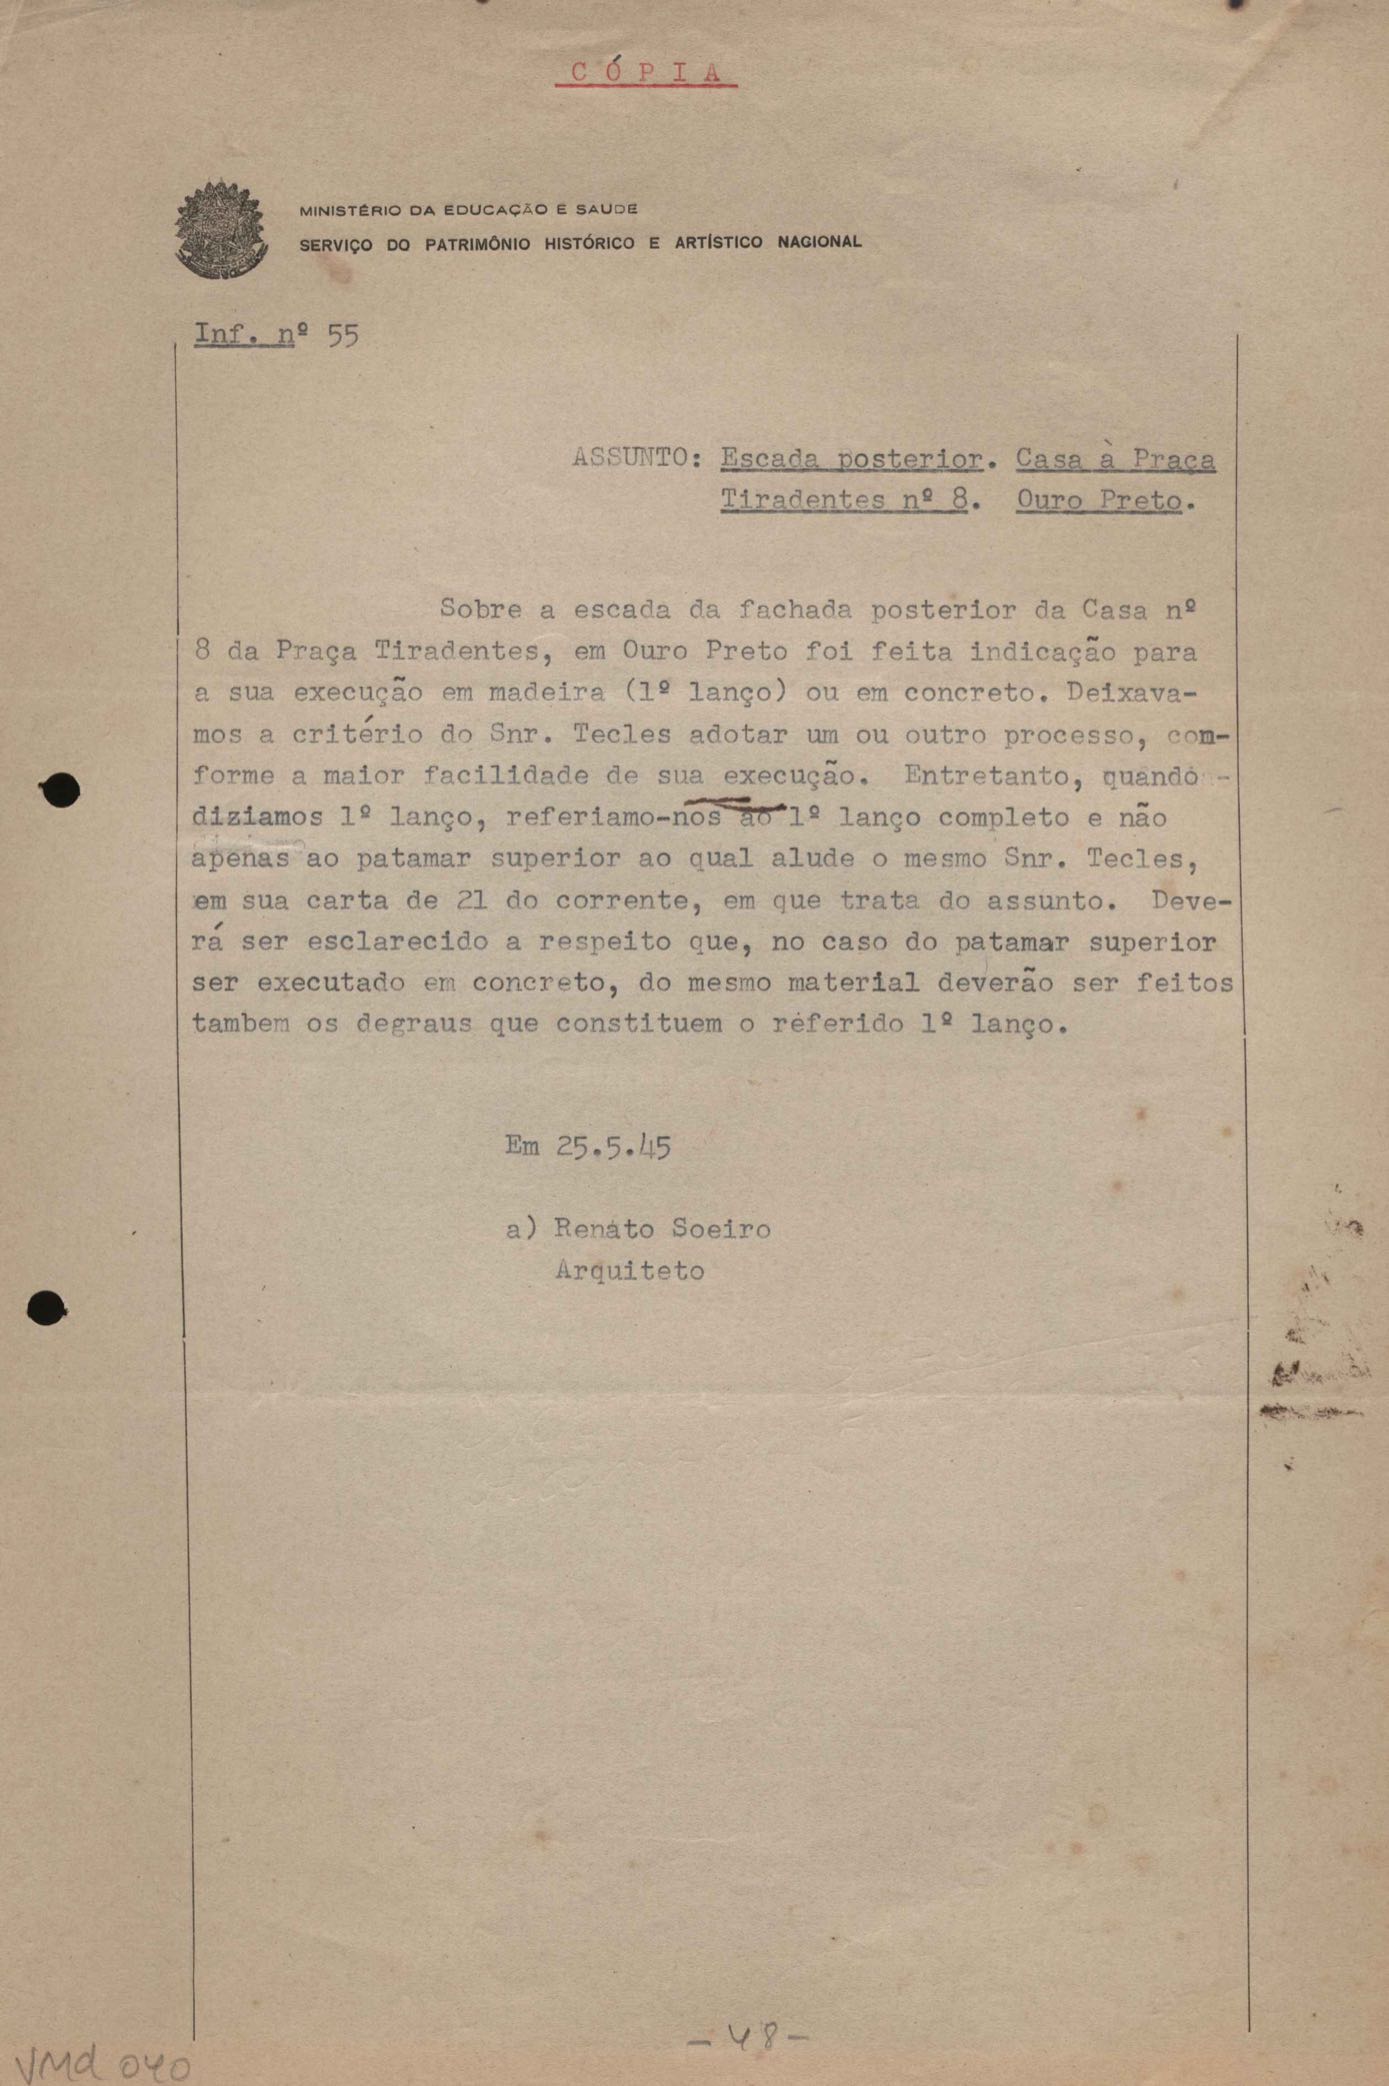 CÓPIA
MINISTÉRIO DA EDUCAÇÃO E SAUDE
SERVIÇO DO PATRIMÔNIO HISTÓRICO E ARTÍSTICO NACIONAL
Inf. nº 55
ASSUNTO: Escada posterior. Casa à Praça
Tiradentes nº 8. Ouro Preto.
Sobre a escada da fachada posterior da Casa nº
8 da Praça Tiradentes, em Ouro Preto foi feita indicação para
a sua execução em madeira (1º lanço) ou em concreto. Deixava-
mos a critério do Snr. Tecles adotar um ou outro processo, com-
forme a maior facilidade de sua execução. Entretanto, quando -
diziamos 1º lanço, referiamo-nos ao 1º lanço completo e não
apenas ao patamar superior ao qual alude o mesmo Snr. Tecles,
em sua carta de 21 do corrente, em que trata do assunto. Deve-
rá ser esclarecido a respeito que, no caso do patamar superior
ser executado em concreto, do mesmo material deverão ser feitos
tambem os degraus que constituem o referido 1º lanço.
Em 25.5.45
a) Renato Soeiro
Arquiteto
- 48 -
VMd 040